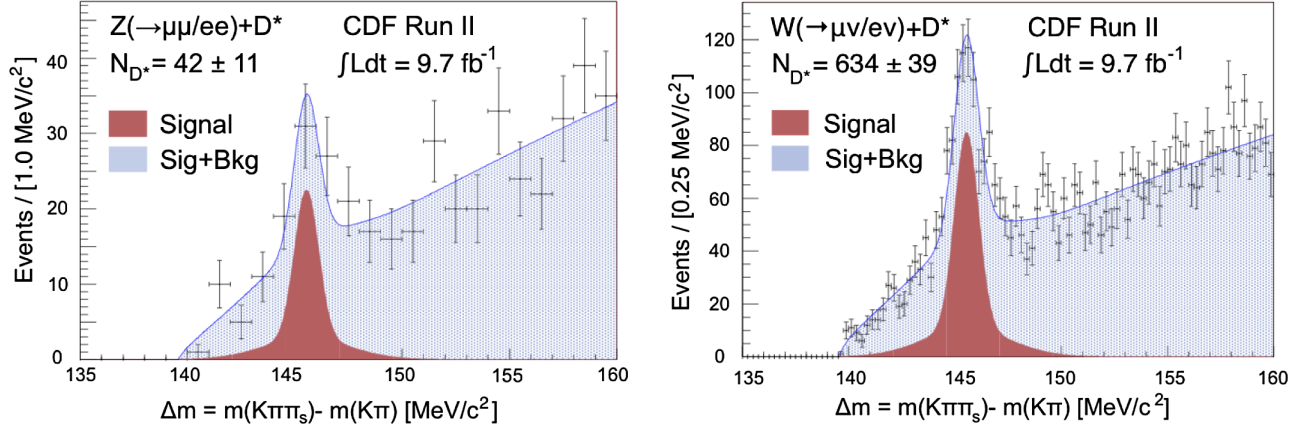 Z(→μμ/ee)+D*
CDF Run II
N_D* = 42 ± 11
∫Ldt = 9.7 fb⁻¹
Signal
Sig+Bkg
Events / [1.0 MeV/c²]
40
30
20
10
0
135
140
145
150
155
160
Δm = m(Kππₛ)- m(Kπ) [MeV/c²]
W(→μν/eν)+D*
CDF Run II
N_D* = 634 ± 39
∫Ldt = 9.7 fb⁻¹
Signal
Sig+Bkg
Events / [0.25 MeV/c²]
120
100
80
60
40
20
0
135
140
145
150
155
160
Δm = m(Kππₛ)- m(Kπ) [MeV/c²]